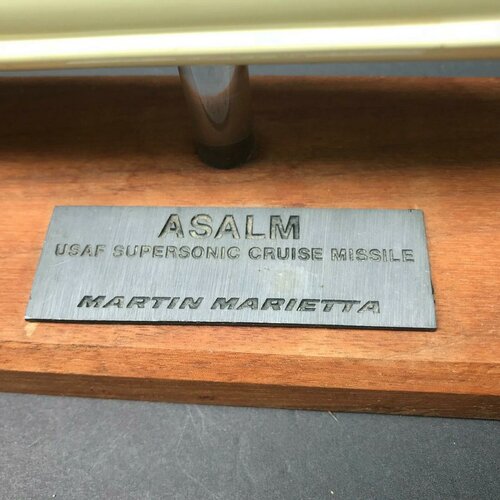 ASALM
USAF SUPERSONIC CRUISE MISSILE
MARTIN MARIETTA